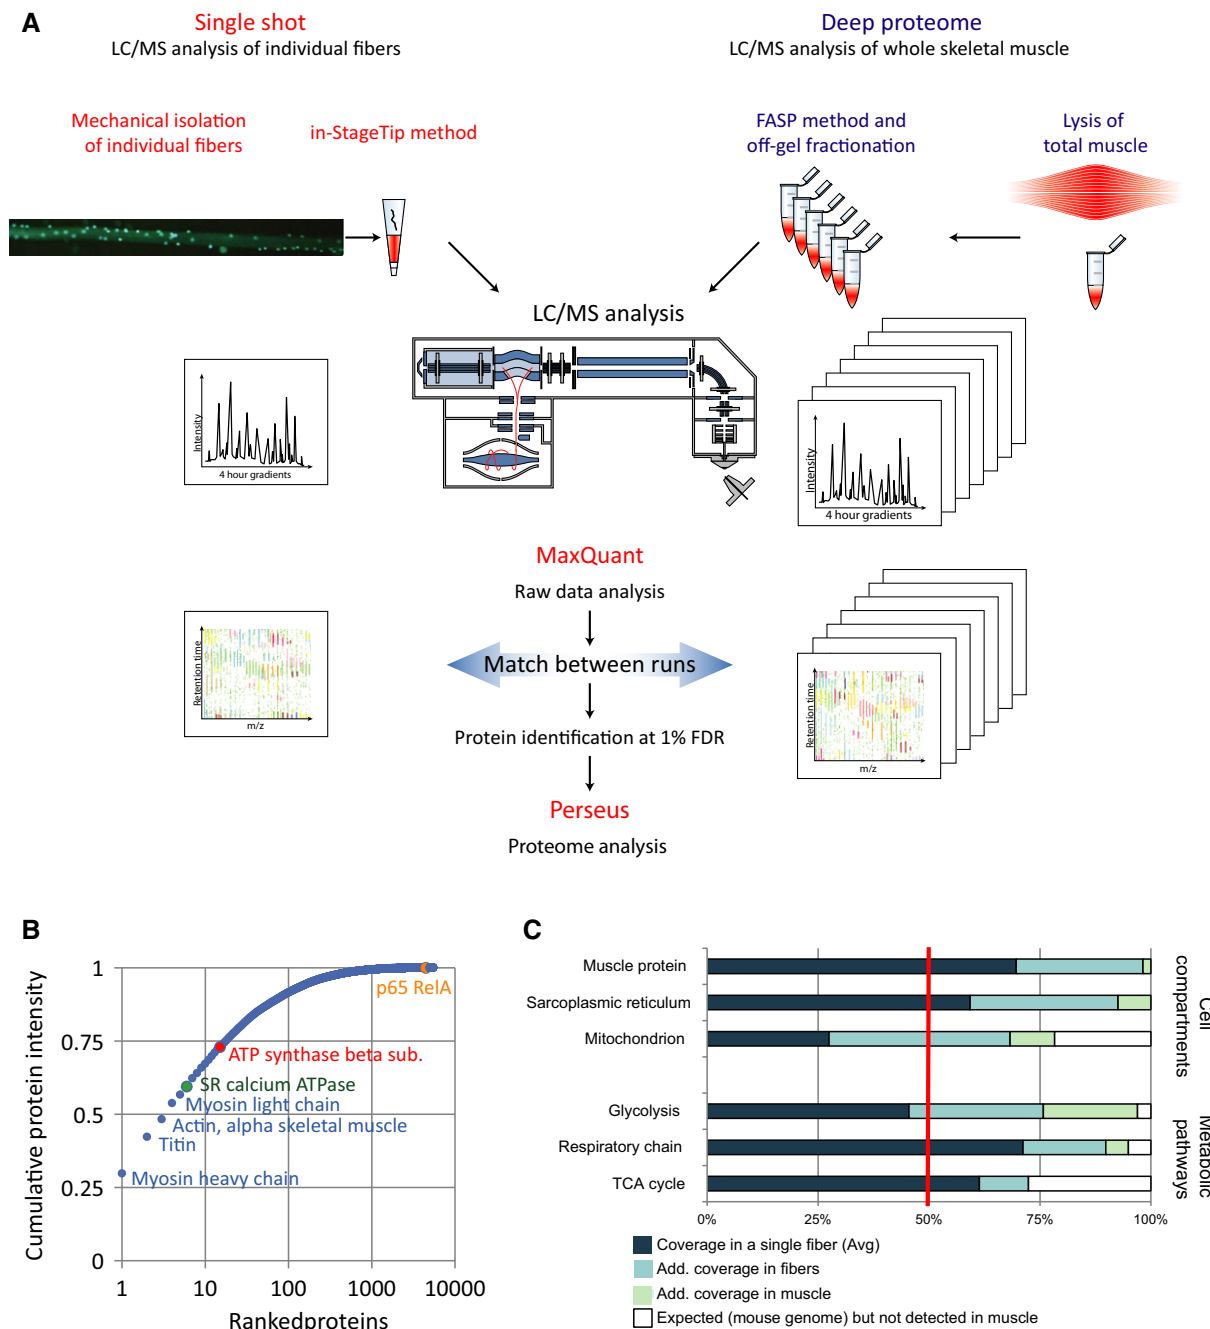 A
Single shot
LC/MS analysis of individual fibers
Deep proteome
LC/MS analysis of whole skeletal muscle
Mechanical isolation
of individual fibers
in-StageTip method
FASP method and
off-gel fractionation
Lysis of
total muscle
LC/MS analysis
Intensity
4 hour gradients
Intensity
4 hour gradients
MaxQuant
Raw data analysis
Match between runs
Protein identification at 1% FDR
Perseus
Proteome analysis
Retention time
m/z
Retention time
m/z
B
Cumulative protein intensity
1
0.75
0.5
0.25
0
p65 RelA
ATP synthase beta sub.
SR calcium ATPase
Myosin light chain
Actin, alpha skeletal muscle
Titin
Myosin heavy chain
1
10
100
1000
10000
Rankedproteins
C
Muscle protein
Sarcoplasmic reticulum
Mitochondrion
Glycolysis
Respiratory chain
TCA cycle
Cell
compartments
Metabolic
pathways
0%
25%
50%
75%
100%
Coverage in a single fiber (Avg)
Add. coverage in fibers
Add. coverage in muscle
Expected (mouse genome) but not detected in muscle